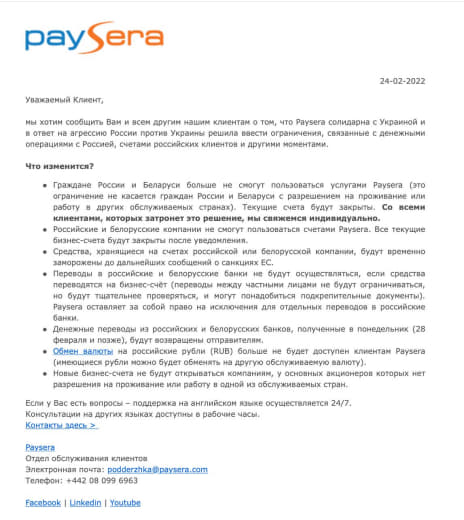 paysera
24-02-2022
Уважаемый Клиент,
мы хотим сообщить Вам и всем другим нашим клиентам о том, что Paysera солидарна с Украиной и
в ответ на агрессию России против Украины решила ввести ограничения, связанные с денежными
операциями с Россией, счетами российских клиентов и другими моментами.
Что изменится?
● Граждане России и Беларуси больше не смогут пользоваться услугами Paysera (это
ограничение не касается граждан России и Беларуси с разрешением на проживание или
работу в других обслуживаемых странах). Текущие счета будут закрыты. Со всеми
клиентами, которых затронет это решение, мы свяжемся индивидуально.
● Российские и белорусские компании не смогут пользоваться счетами Paysera. Все текущие
бизнес-счета будут закрыты после уведомления.
● Средства, хранящиеся на счетах российской или белорусской компании, будут временно
заморожены до дальнейших сообщений о санкциях ЕС.
● Переводы в российские и белорусские банки не будут осуществляться, если средства
переводятся на бизнес-счёт (переводы между частными лицами не будут ограничиваться,
но будут тщательнее проверяться, и могут понадобиться подкрепительные документы).
Paysera оставляет за собой право на исключения для отдельных переводов в российские
банки.
● Денежные переводы из российских и белорусских банков, полученные в понедельник (28
февраля и позже), будут возвращены отправителям.
● Обмен валюты на российские рубли (RUB) больше не будет доступен клиентам Paysera
(имеющиеся рубли можно будет обменять на другую обслуживаемую валюту).
● Новые бизнес-счета не будут открываться компаниям, у основных акционеров которых нет
разрешения на проживание или работу в одной из обслуживаемых стран.
Если у Вас есть вопросы – поддержка на английском языке осуществляется 24/7.
Консультации на других языках доступны в рабочие часы.
Контакты здесь >
Paysera
Отдел обслуживания клиентов
Электронная почта: podderzhka@paysera.com
Телефон: +442 08 099 6963
Facebook | Linkedin | Youtube